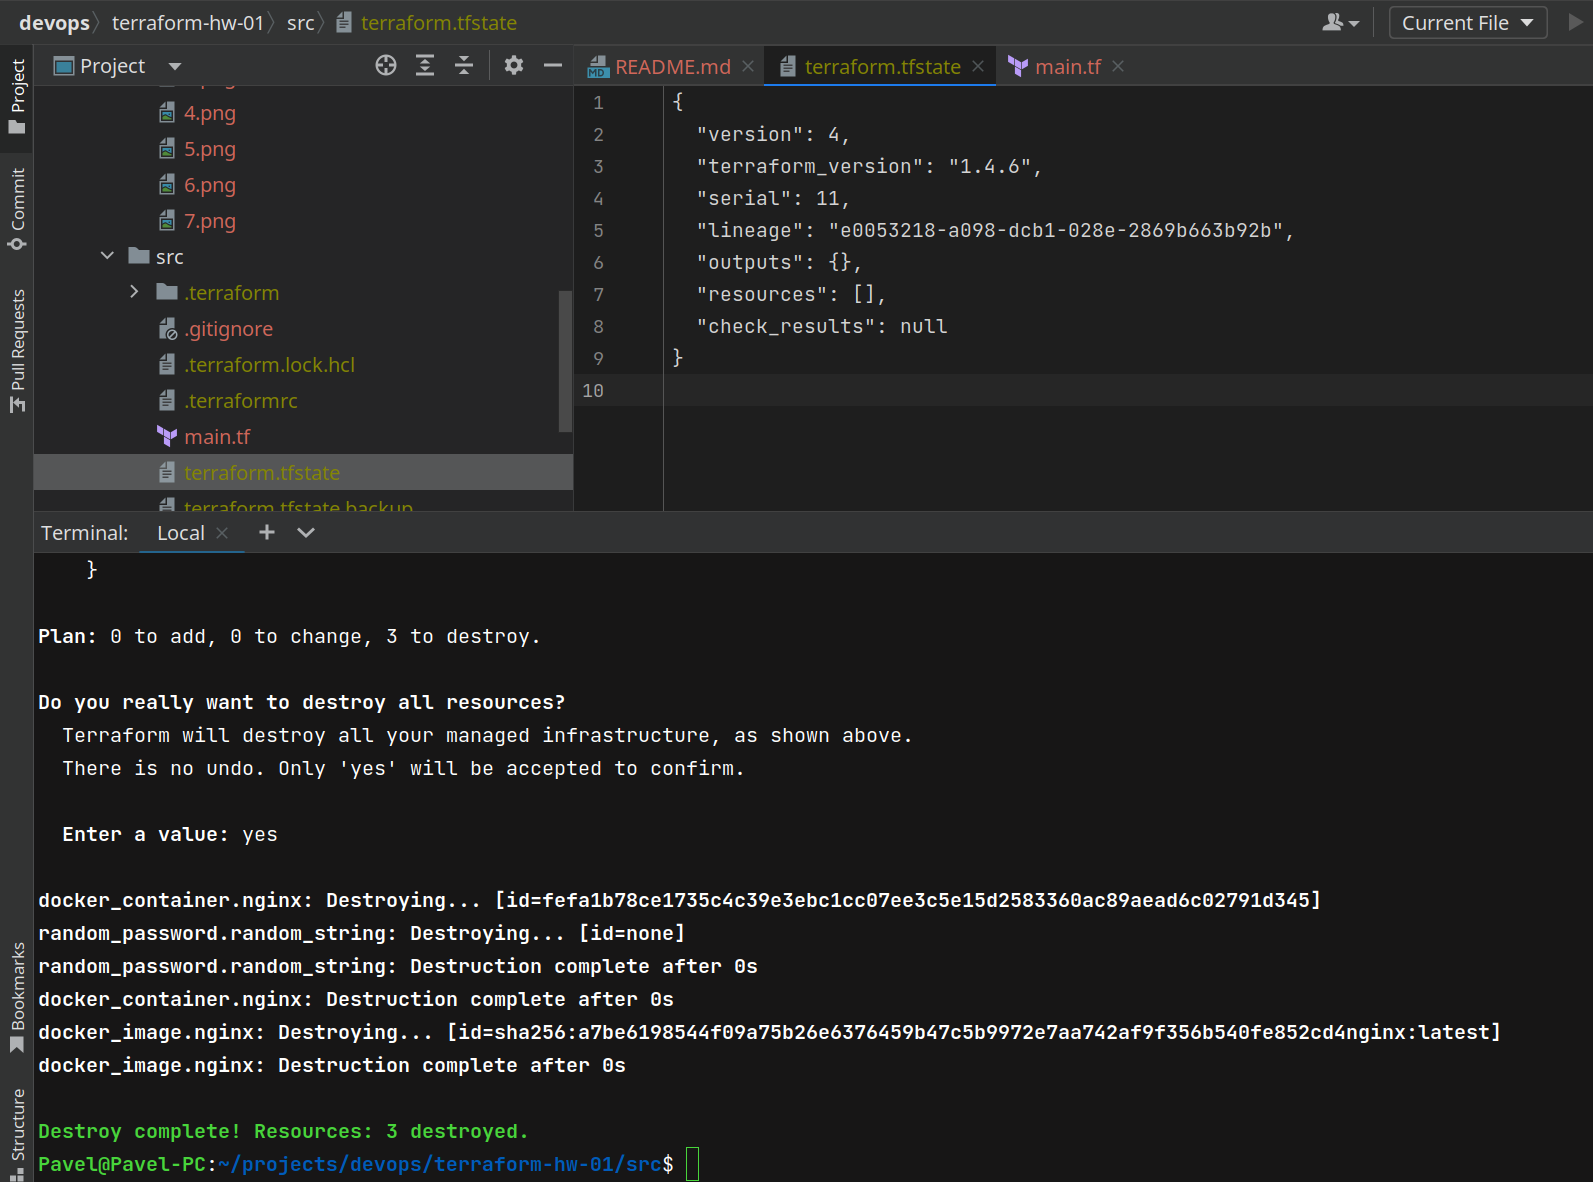 devops terraform-hw-01 src terraform.tfstate
Current File
Project
README.md terraform.tfstate main.tf
Project
Commit
Pull Requests
Bookmarks
Structure
4.png
5.png
6.png
7.png
src
.terraform
.gitignore
.terraform.lock.hcl
.terraformrc
main.tf
terraform.tfstate
terraform.tfstate.backup
1 {
2 "version": 4,
3 "terraform_version": "1.4.6",
4 "serial": 11,
5 "lineage": "e0053218-a098-dcb1-028e-2869b663b92b",
6 "outputs": {},
7 "resources": [],
8 "check_results": null
9 }
10
Terminal: Local
}
Plan: 0 to add, 0 to change, 3 to destroy.
Do you really want to destroy all resources?
Terraform will destroy all your managed infrastructure, as shown above.
There is no undo. Only 'yes' will be accepted to confirm.
Enter a value: yes
docker_container.nginx: Destroying... [id=fefa1b78ce1735c4c39e3ebc1cc07ee3c5e15d2583360ac89aead6c02791d345]
random_password.random_string: Destroying... [id=none]
random_password.random_string: Destruction complete after 0s
docker_container.nginx: Destruction complete after 0s
docker_image.nginx: Destroying... [id=sha256:a7be6198544f09a75b26e6376459b47c5b9972e7aa742af9f356b540fe852cd4nginx:latest]
docker_image.nginx: Destruction complete after 0s
Destroy complete! Resources: 3 destroyed.
Pavel@Pavel-PC:~/projects/devops/terraform-hw-01/src$